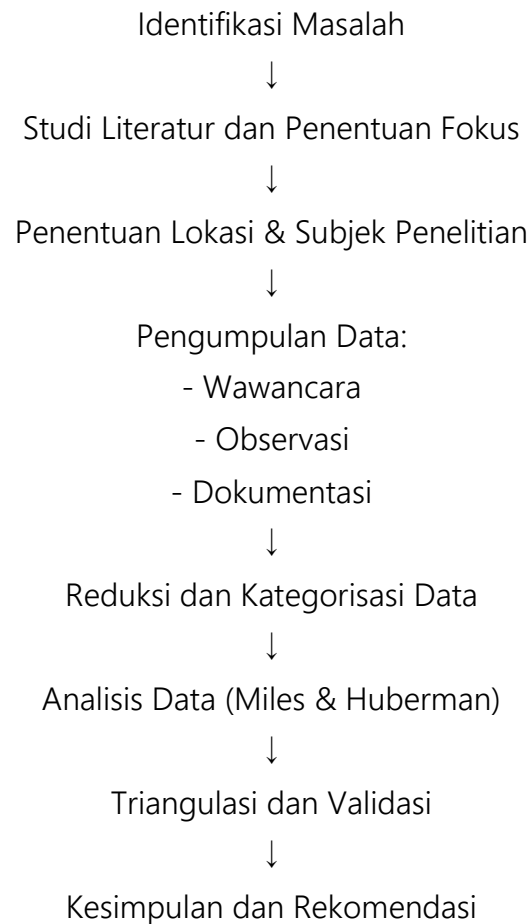 Identifikasi Masalah
↓
Studi Literatur dan Penentuan Fokus
↓
Penentuan Lokasi & Subjek Penelitian
↓
Pengumpulan Data:
- Wawancara
- Observasi
- Dokumentasi
↓
Reduksi dan Kategorisasi Data
↓
Analisis Data (Miles & Huberman)
↓
Triangulasi dan Validasi
↓
Kesimpulan dan Rekomendasi